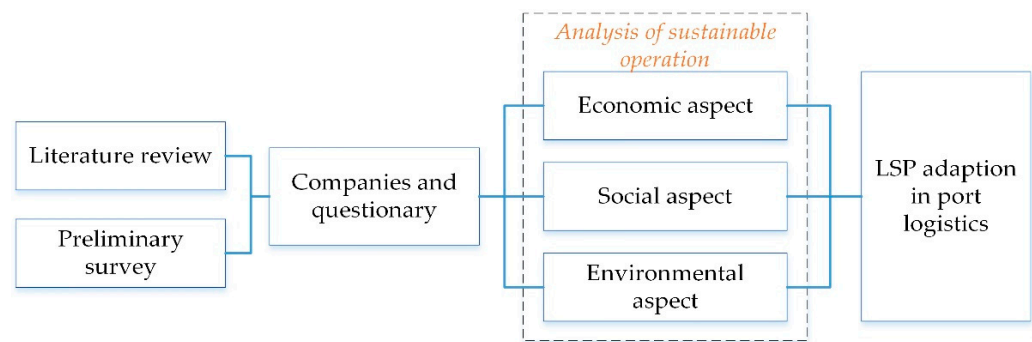 Literature review
Preliminary
survey
Companies and
questionary
Analysis of sustainable
operation
Economic aspect
Social aspect
Environmental
aspect
LSP adaption
in port
logistics